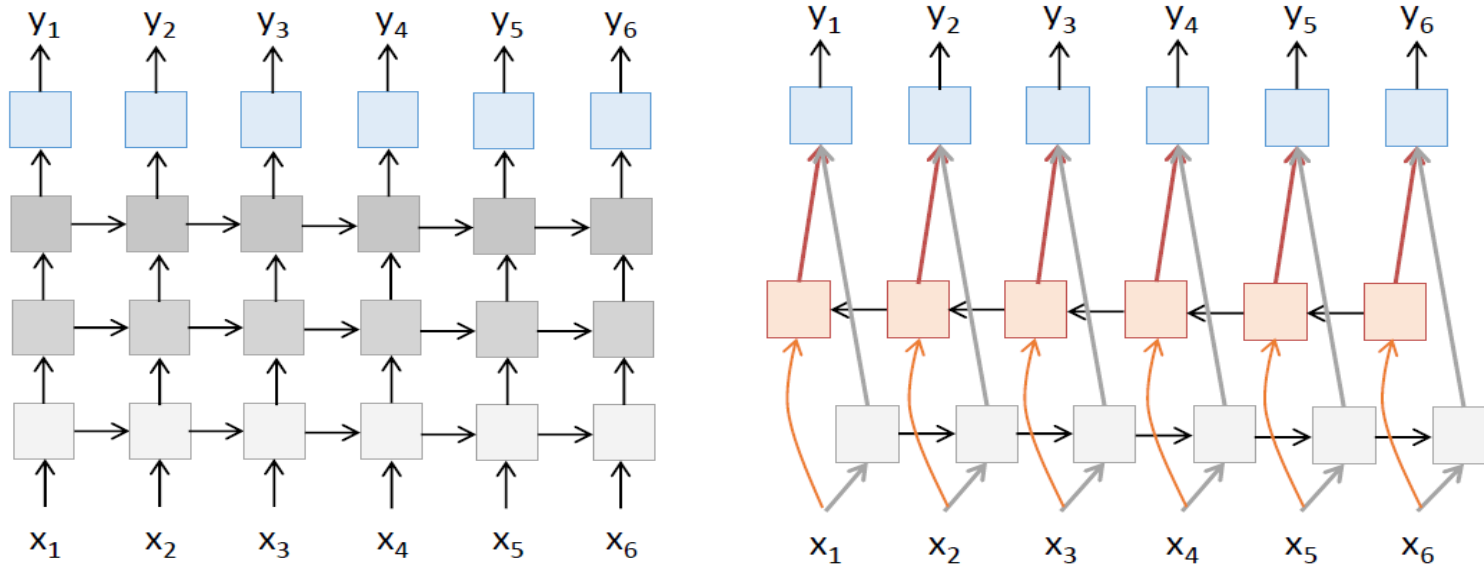 y₁ y₂ y₃ y₄ y₅ y₆ y₁ y₂ y₃ y₄ y₅ y₆
x₁ x₂ x₃ x₄ x₅ x₆ x₁ x₂ x₃ x₄ x₅ x₆